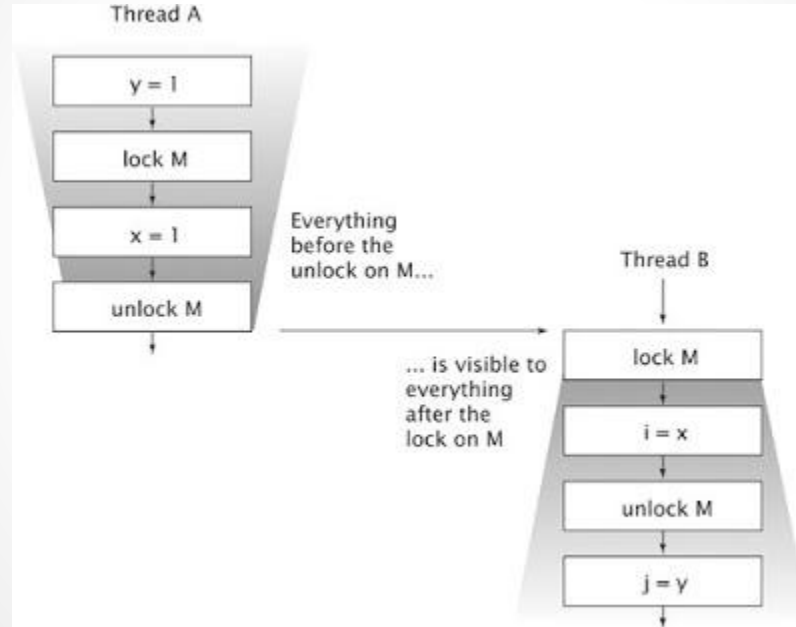 Thread A
y = 1
lock M
x = 1
unlock M
Everything
before the
unlock on M...
... is visible to
everything
after the
lock on M
Thread B
lock M
i = x
unlock M
j = y